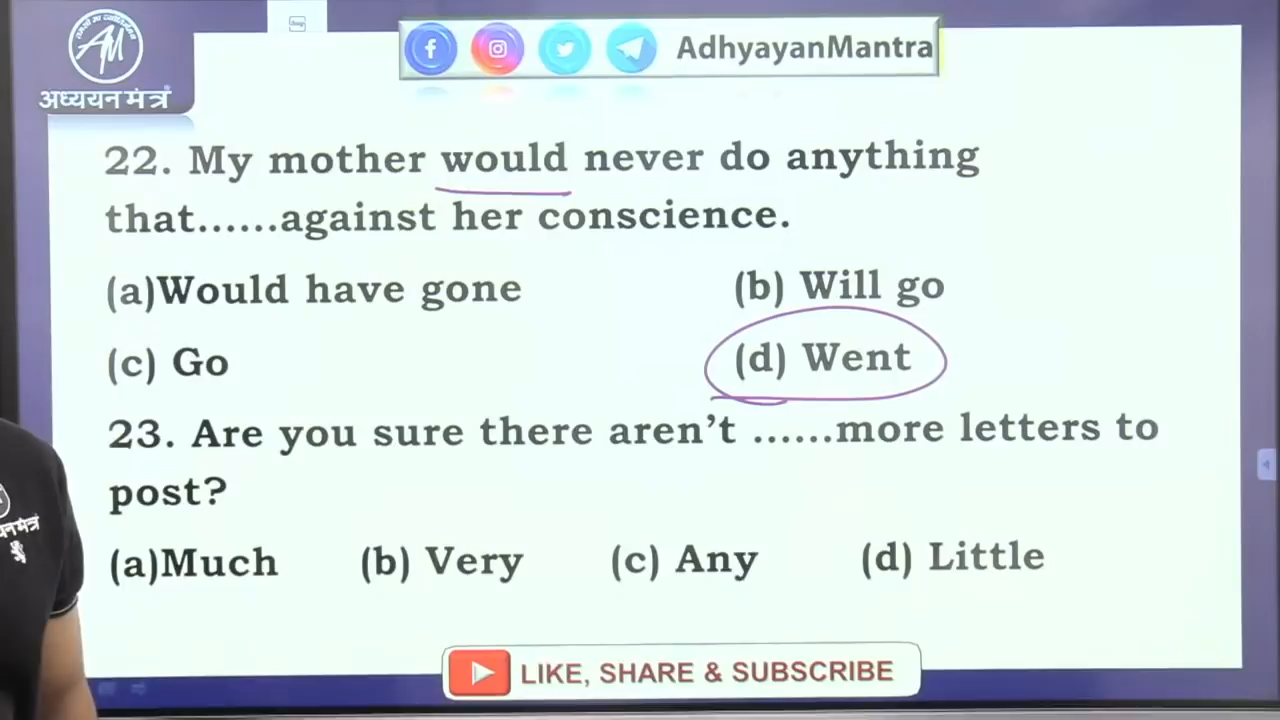 AM
अध्ययन मंत्र
AdhyayanMantra
22. My mother would never do anything
that......against her conscience.
(a)Would have gone (b) Will go
(c) Go (d) Went
23. Are you sure there aren't ......more letters to
post?
(a)Much (b) Very (c) Any (d) Little
LIKE, SHARE & SUBSCRIBE